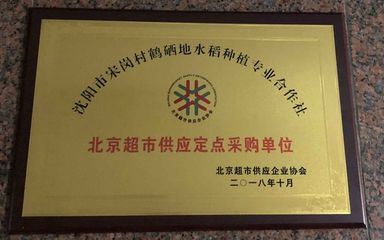 沈阳市宋岗村鹤硒地水稻种植专业合作社
北京超市供应定点采购单位
北京超市供应企业协会
二〇一八年十月